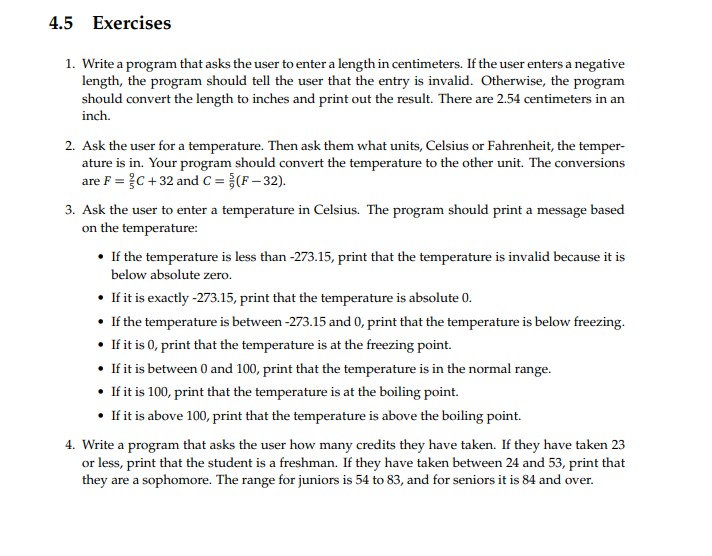 4.5 Exercises
1. Write a program that asks the user to enter a length in centimeters. If the user enters a negative
length, the program should tell the user that the entry is invalid. Otherwise, the program
should convert the length to inches and print out the result. There are 2.54 centimeters in an
inch.
2. Ask the user for a temperature. Then ask them what units, Celsius or Fahrenheit, the temper-
ature is in. Your program should convert the temperature to the other unit. The conversions
are F = 9/5 C + 32 and C = 5/9 (F − 32).
3. Ask the user to enter a temperature in Celsius. The program should print a message based
on the temperature:
• If the temperature is less than -273.15, print that the temperature is invalid because it is
below absolute zero.
• If it is exactly -273.15, print that the temperature is absolute 0.
• If the temperature is between -273.15 and 0, print that the temperature is below freezing.
• If it is 0, print that the temperature is at the freezing point.
• If it is between 0 and 100, print that the temperature is in the normal range.
• If it is 100, print that the temperature is at the boiling point.
• If it is above 100, print that the temperature is above the boiling point.
4. Write a program that asks the user how many credits they have taken. If they have taken 23
or less, print that the student is a freshman. If they have taken between 24 and 53, print that
they are a sophomore. The range for juniors is 54 to 83, and for seniors it is 84 and over.